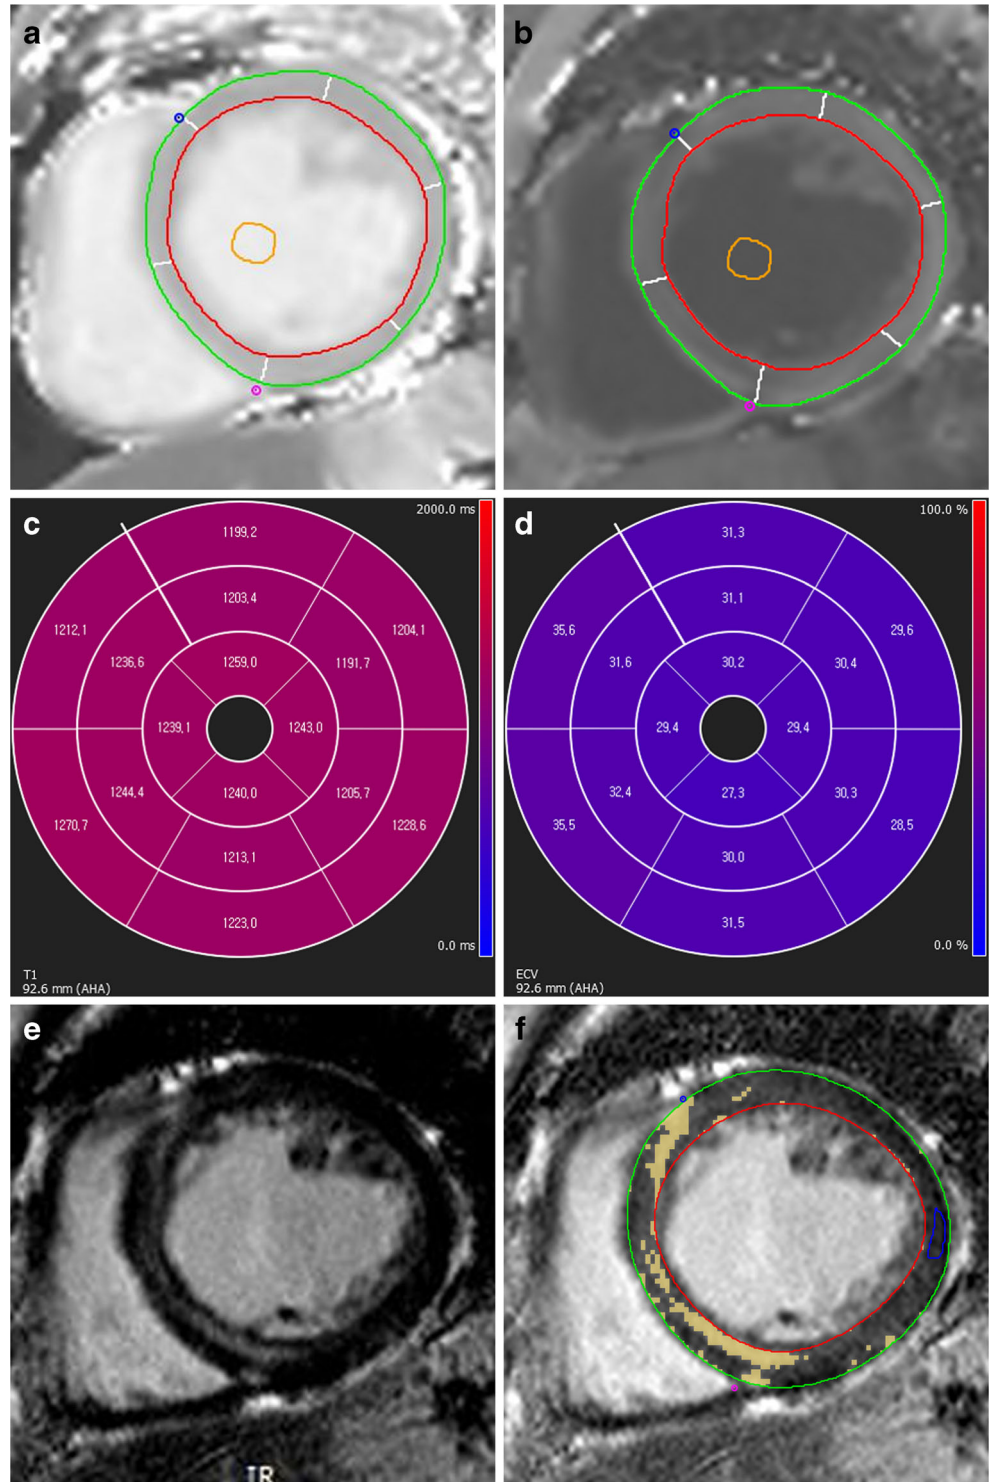 a
b
c
2000.0 ms
1199,2
1203,4
1212,1
1204,1
1236,6
1259,0
1191,7
1239,1
1243,0
1244,4
1240,0
1205,7
1270,7
1228,6
1213,1
1223,0
0.0 ms
T1
92.6 mm (AHA)
d
100.0 %
31,3
31,1
35,6
29,6
31,6
30,2
30,4
29,4
29,4
32,4
27,3
30,3
35,5
28,5
30,0
31,5
0.0 %
ECV
92.6 mm (AHA)
e
f
IR